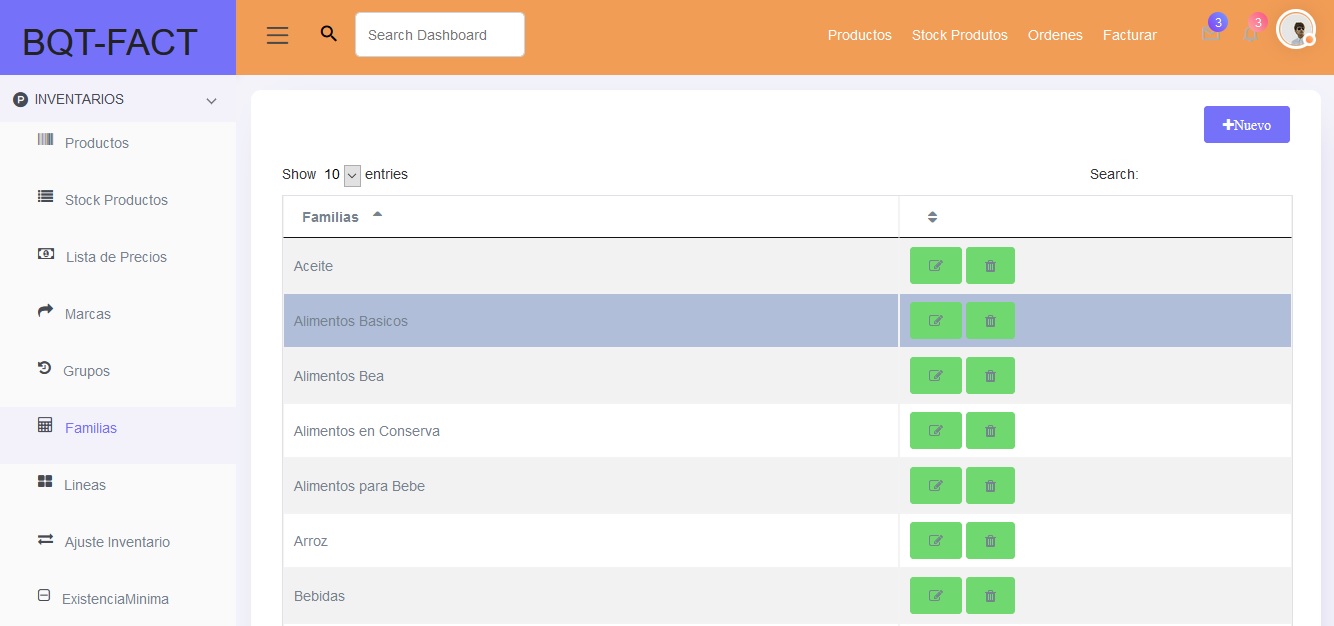 BQT-FACT
Search Dashboard
Productos Stock Produtos Ordenes Facturar
3
3
INVENTARIOS
Productos
Stock Productos
Lista de Precios
Marcas
Grupos
Familias
Lineas
Ajuste Inventario
ExistenciaMinima
Nuevo
Show 10 entries
Search:
Familias
Aceite
Alimentos Basicos
Alimentos Bea
Alimentos en Conserva
Alimentos para Bebe
Arroz
Bebidas